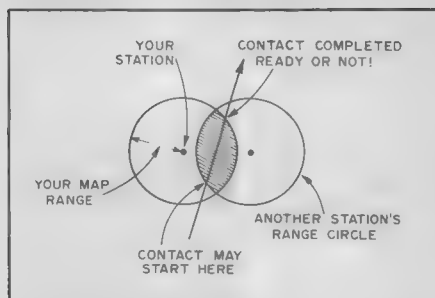 YOUR
STATION
CONTACT COMPLETED
READY OR NOT!
YOUR MAP
RANGE
ANOTHER STATION'S
RANGE CIRCLE
CONTACT MAY
START HERE